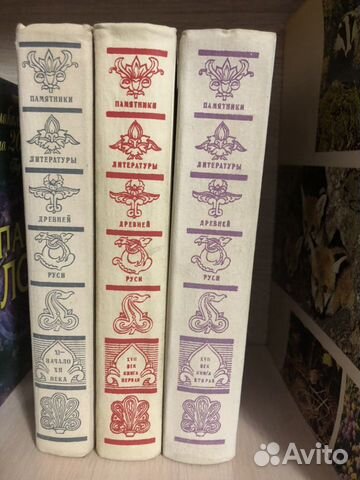 ПАМЯТНИКИ
ЛИТЕРАТУРЫ
ДРЕВНЕЙ
РУСИ
XI-
НАЧАЛО
XII
ВЕКА
ПАМЯТНИКИ
ЛИТЕРАТУРЫ
ДРЕВНЕЙ
РУСИ
XVII
ВЕК
КНИГА
ПЕРВАЯ
ПАМЯТНИКИ
ЛИТЕРАТУРЫ
ДРЕВНЕЙ
РУСИ
XVII
ВЕК
КНИГА
ВТОРАЯ
Avito